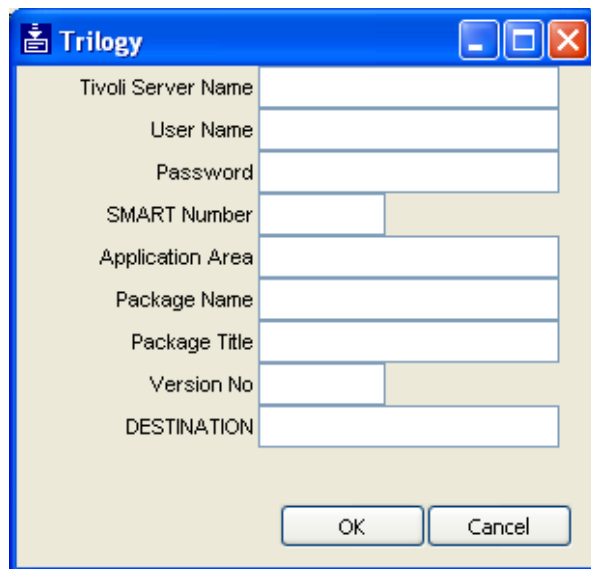 Trilogy
Tivoli Server Name
User Name
Password
SMART Number
Application Area
Package Name
Package Title
Version No
DESTINATION
OK Cancel